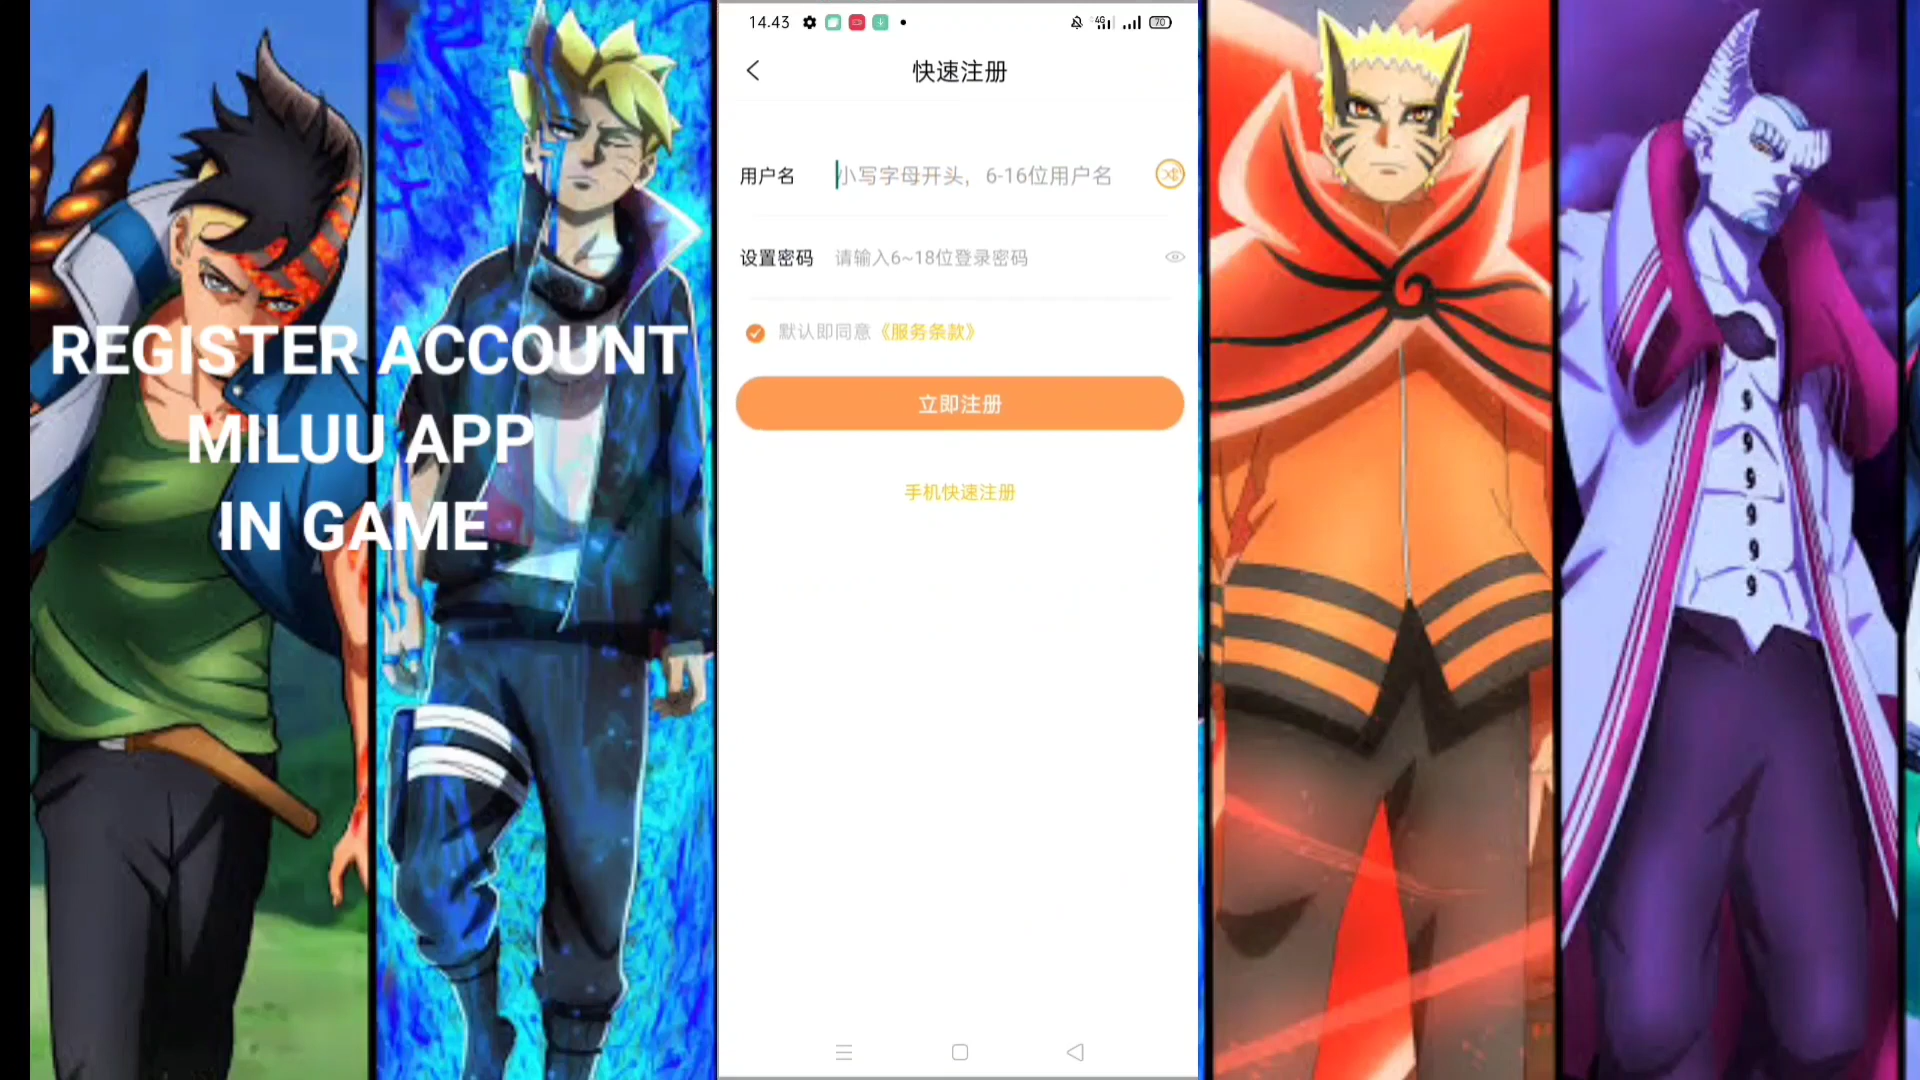 14.43
4G
70
快速注册
用户名
小写字母开头，6-16位用户名
设置密码
请输入6~18位登录密码
默认即同意《服务条款》
立即注册
手机快速注册
REGISTER ACCOUNT
MILUU APP
IN GAME